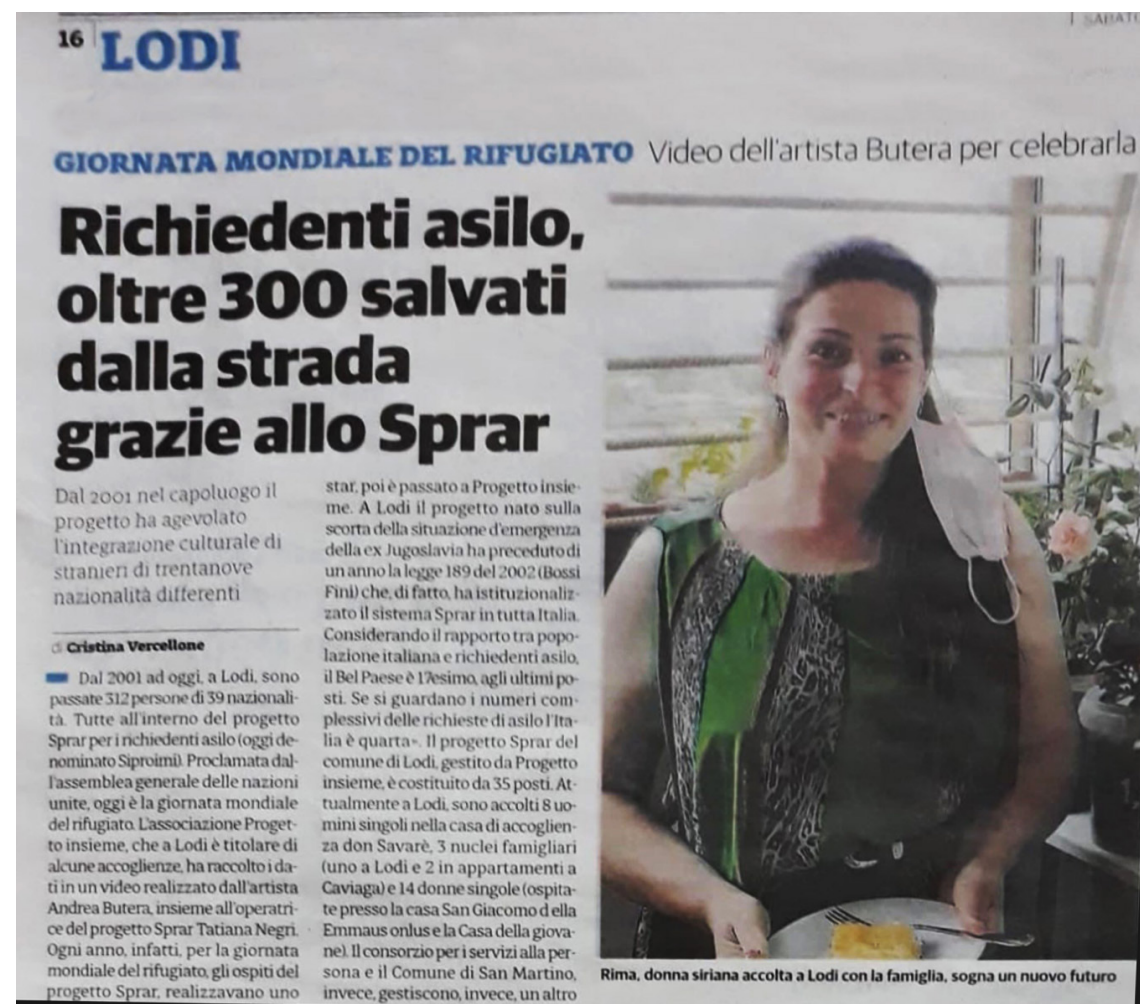 16 LODI
SABATO
GIORNATA MONDIALE DEL RIFUGIATO Video dell'artista Butera per celebrarla
Richiedenti asilo,
oltre 300 salvati
dalla strada
grazie allo Sprar
Dal 2001 nel capoluogo il
progetto ha agevolato
l'integrazione culturale di
stranieri di trentanove
nazionalità differenti
di Cristina Vercellone
Dal 2001 ad oggi, a Lodi, sono
passate 312 persone di 39 nazionali-
tà. Tutte all'interno del progetto
Sprar per i richiedenti asilo (oggi de-
nominato Siproimi). Proclamata dal-
l'assemblea generale delle nazioni
unite, oggi è la giornata mondiale
del rifugiato. L'associazione Proget-
to insieme, che a Lodi è titolare di
alcune accoglienze, ha raccolto i da-
ti in un video realizzato dall'artista
Andrea Butera, insieme all'operatri-
ce del progetto Sprar Tatiana Negri.
Ogni anno, infatti, per la giornata
mondiale del rifugiato, gli ospiti del
progetto Sprar, realizzavano uno
star, poi è passato a Progetto insie-
me. A Lodi il progetto nato sulla
scorta della situazione d'emergenza
della ex Jugoslavia ha preceduto di
un anno la legge 189 del 2002 (Bossi
Fini) che, di fatto, ha istituzionaliz-
zato il sistema Sprar in tutta Italia.
Considerando il rapporto tra popo-
lazione italiana e richiedenti asilo,
il Bel Paese è 17esimo, agli ultimi po-
sti. Se si guardano i numeri com-
plessivi delle richieste di asilo l'Ita-
lia è quarta». Il progetto Sprar del
comune di Lodi, gestito da Progetto
insieme, è costituito da 35 posti. At-
tualmente a Lodi, sono accolti 8 uo-
mini singoli nella casa di accoglien-
za don Savarè, 3 nuclei famigliari
(uno a Lodi e 2 in appartamenti a
Caviaga) e 14 donne singole (ospita-
te presso la casa San Giacomo d ella
Emmaus onlus e la Casa della giova-
ne). Il consorzio per i servizi alla per-
sona e il Comune di San Martino,
invece, gestiscono, invece, un altro
Rima, donna siriana accolta a Lodi con la famiglia, sogna un nuovo futuro